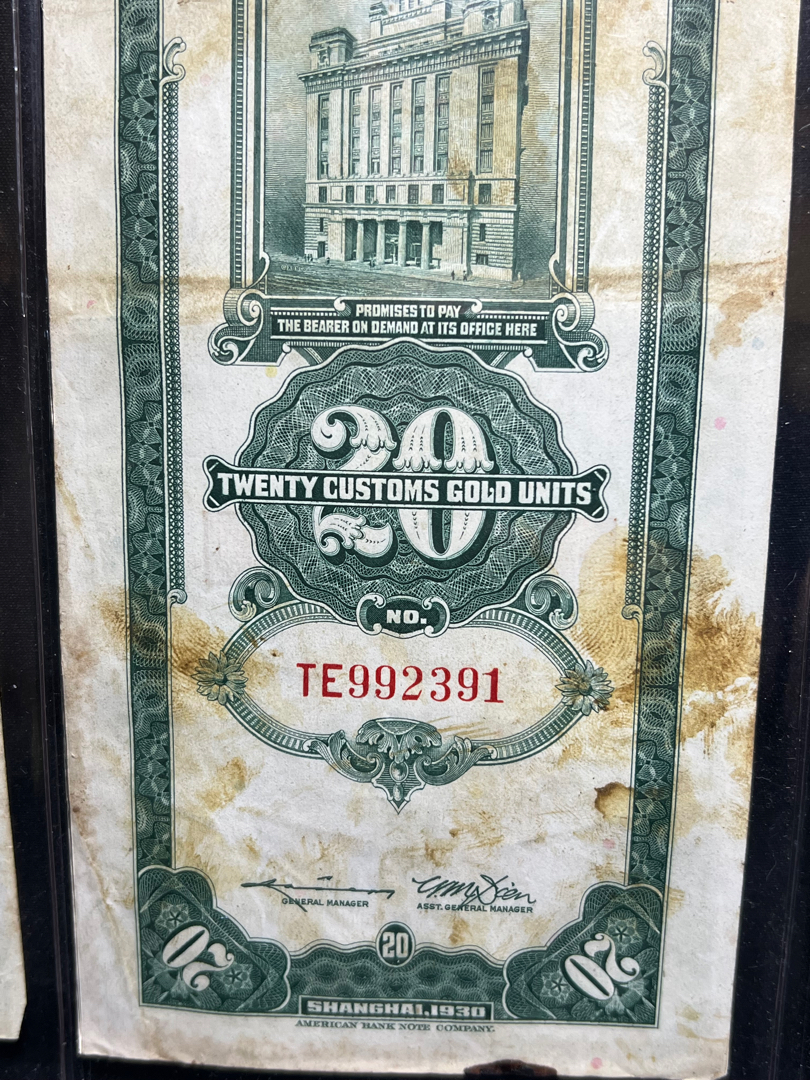 PROMISES TO PAY
THE BEARER ON DEMAND AT ITS OFFICE HERE
20
TWENTY CUSTOMS GOLD UNITS
NO.
TE992391
GENERAL MANAGER
ASST. GENERAL MANAGER
20
20
20
SHANGHAI, 1930
AMERICAN BANK NOTE COMPANY.